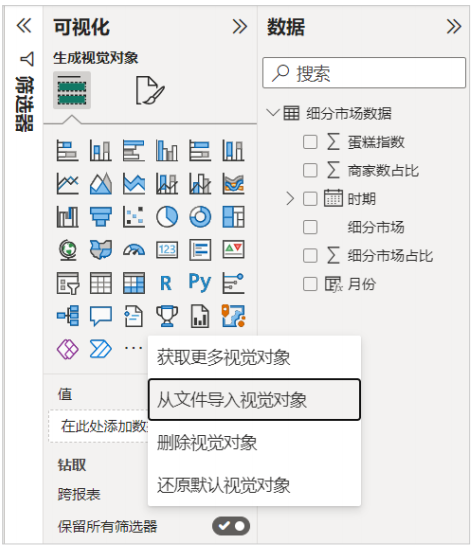 可视化
生成视觉对象
筛选器
123
R
Py
获取更多视觉对象
从文件导入视觉对象
删除视觉对象
还原默认视觉对象
值
在此处添加数
钻取
跨报表
保留所有筛选器
数据
搜索
细分市场数据
蛋糕指数
商家数占比
时期
细分市场
细分市场占比
月份